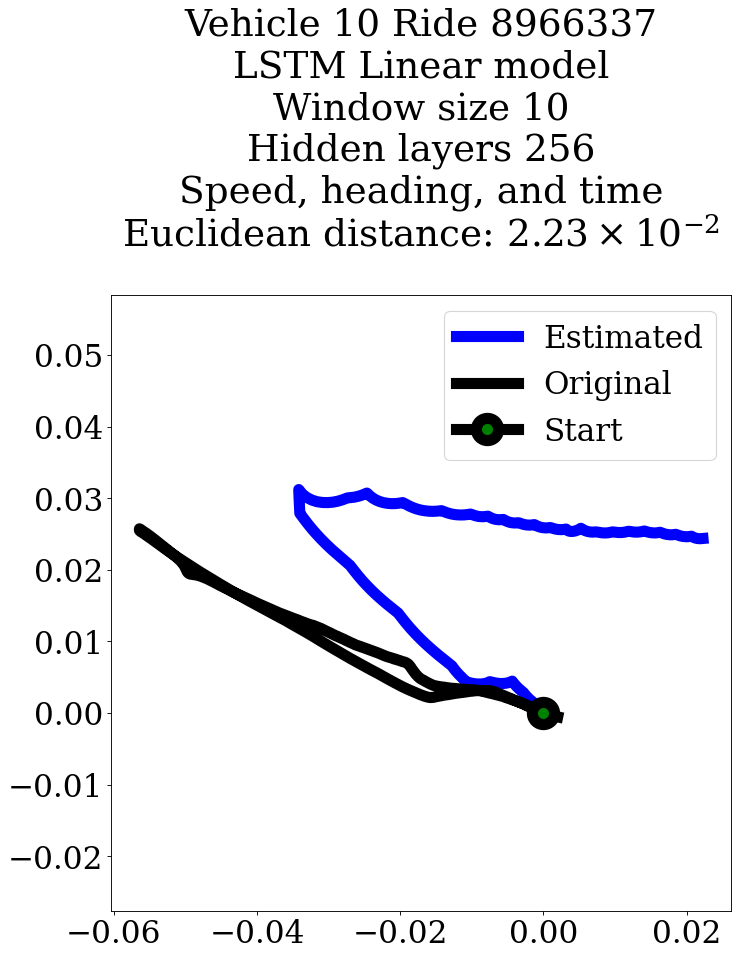 Vehicle 10 Ride 8966337
LSTM Linear model
Window size 10
Hidden layers 256
Speed, heading, and time
Euclidean distance: 2.23 × 10⁻²
Estimated
Original
Start
0.05
0.04
0.03
0.02
0.01
0.00
−0.01
−0.02
−0.06 −0.04 −0.02 0.00 0.02